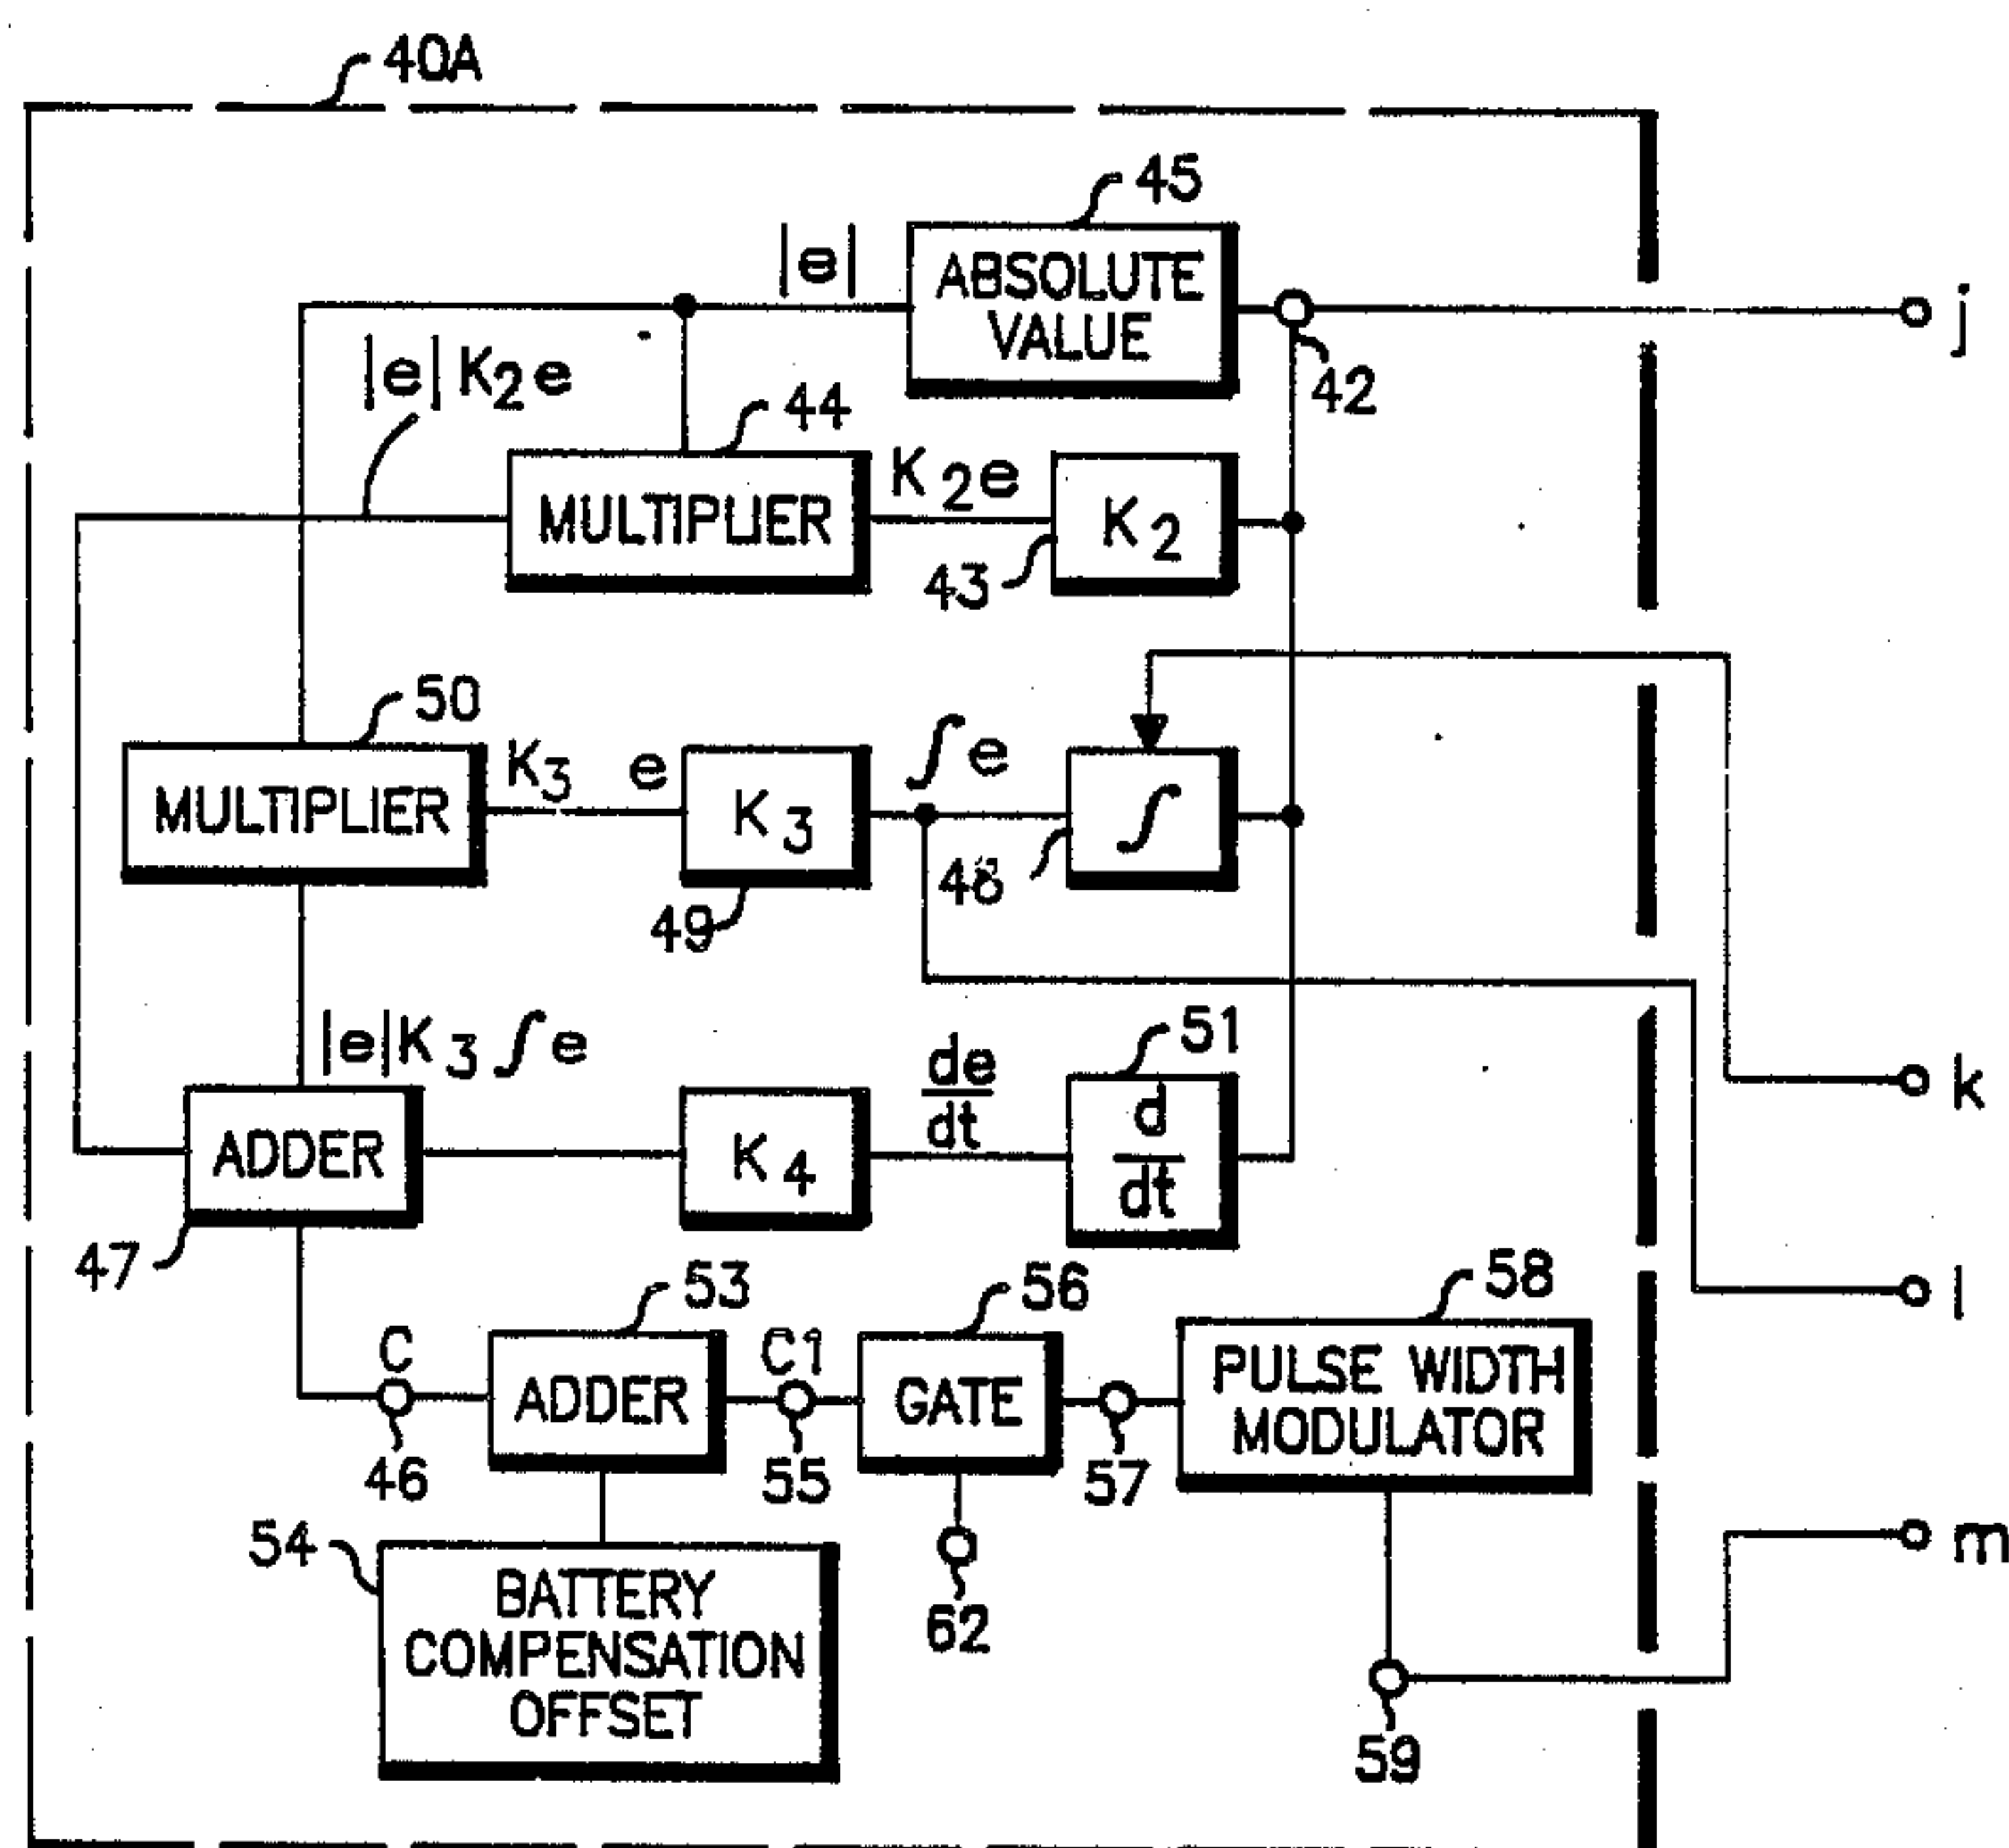 40A
45
|e|
ABSOLUTE
VALUE
j
42
|e| K2e
44
MULTIPLIER
K2e
K2
43
50
MULTIPLIER
K3 e
K3
49
∫e
∫
48
|e|K3∫e
51
de
dt
d
dt
k
ADDER
K4
47
53
56
58
l
C
ADDER
C1
GATE
PULSE WIDTH
MODULATOR
46
55
57
m
54
BATTERY
COMPENSATION
OFFSET
62
59